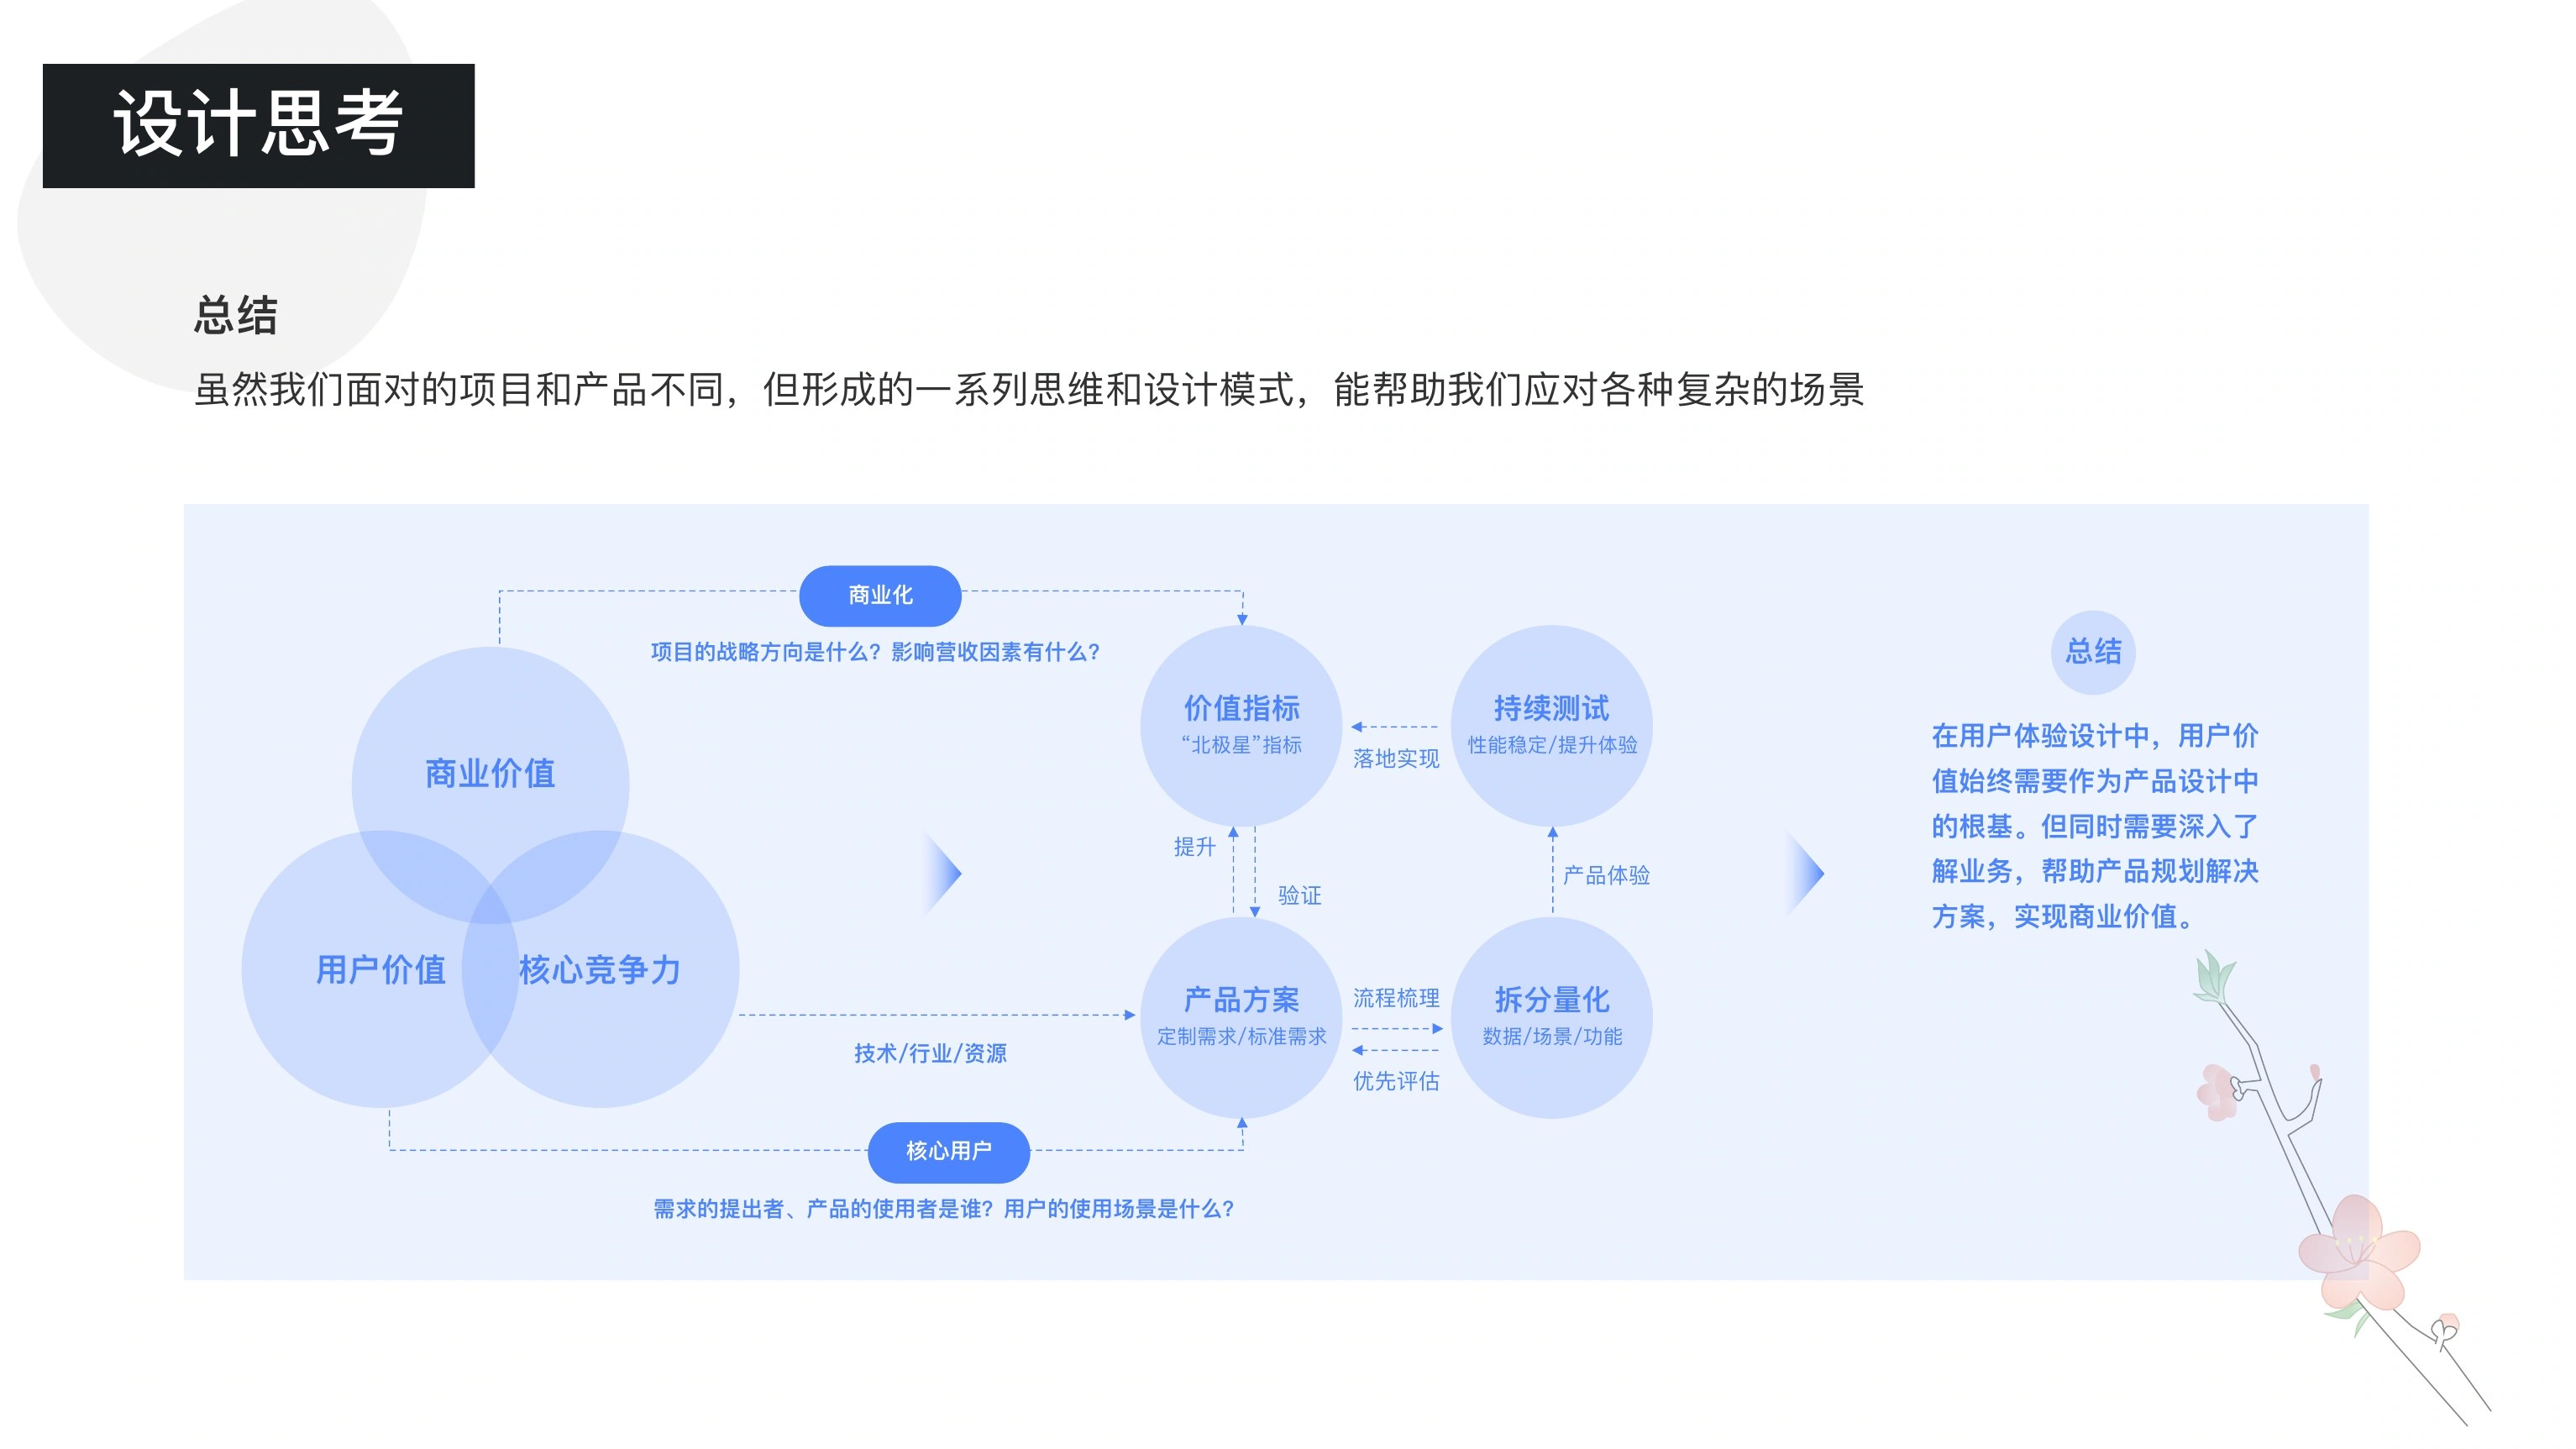 设计思考
总结
虽然我们面对的项目和产品不同，但形成的一系列思维和设计模式，能帮助我们应对各种复杂的场景
商业化
项目的战略方向是什么？影响营收因素有什么？
商业价值
用户价值
核心竞争力
技术/行业/资源
核心用户
需求的提出者、产品的使用者是谁？用户的使用场景是什么？
价值指标
“北极星”指标
落地实现
持续测试
性能稳定/提升体验
提升
验证
产品体验
产品方案
定制需求/标准需求
流程梳理
优先评估
拆分量化
数据/场景/功能
总结
在用户体验设计中，用户价
值始终需要作为产品设计中
的根基。但同时需要深入了
解业务，帮助产品规划解决
方案，实现商业价值。